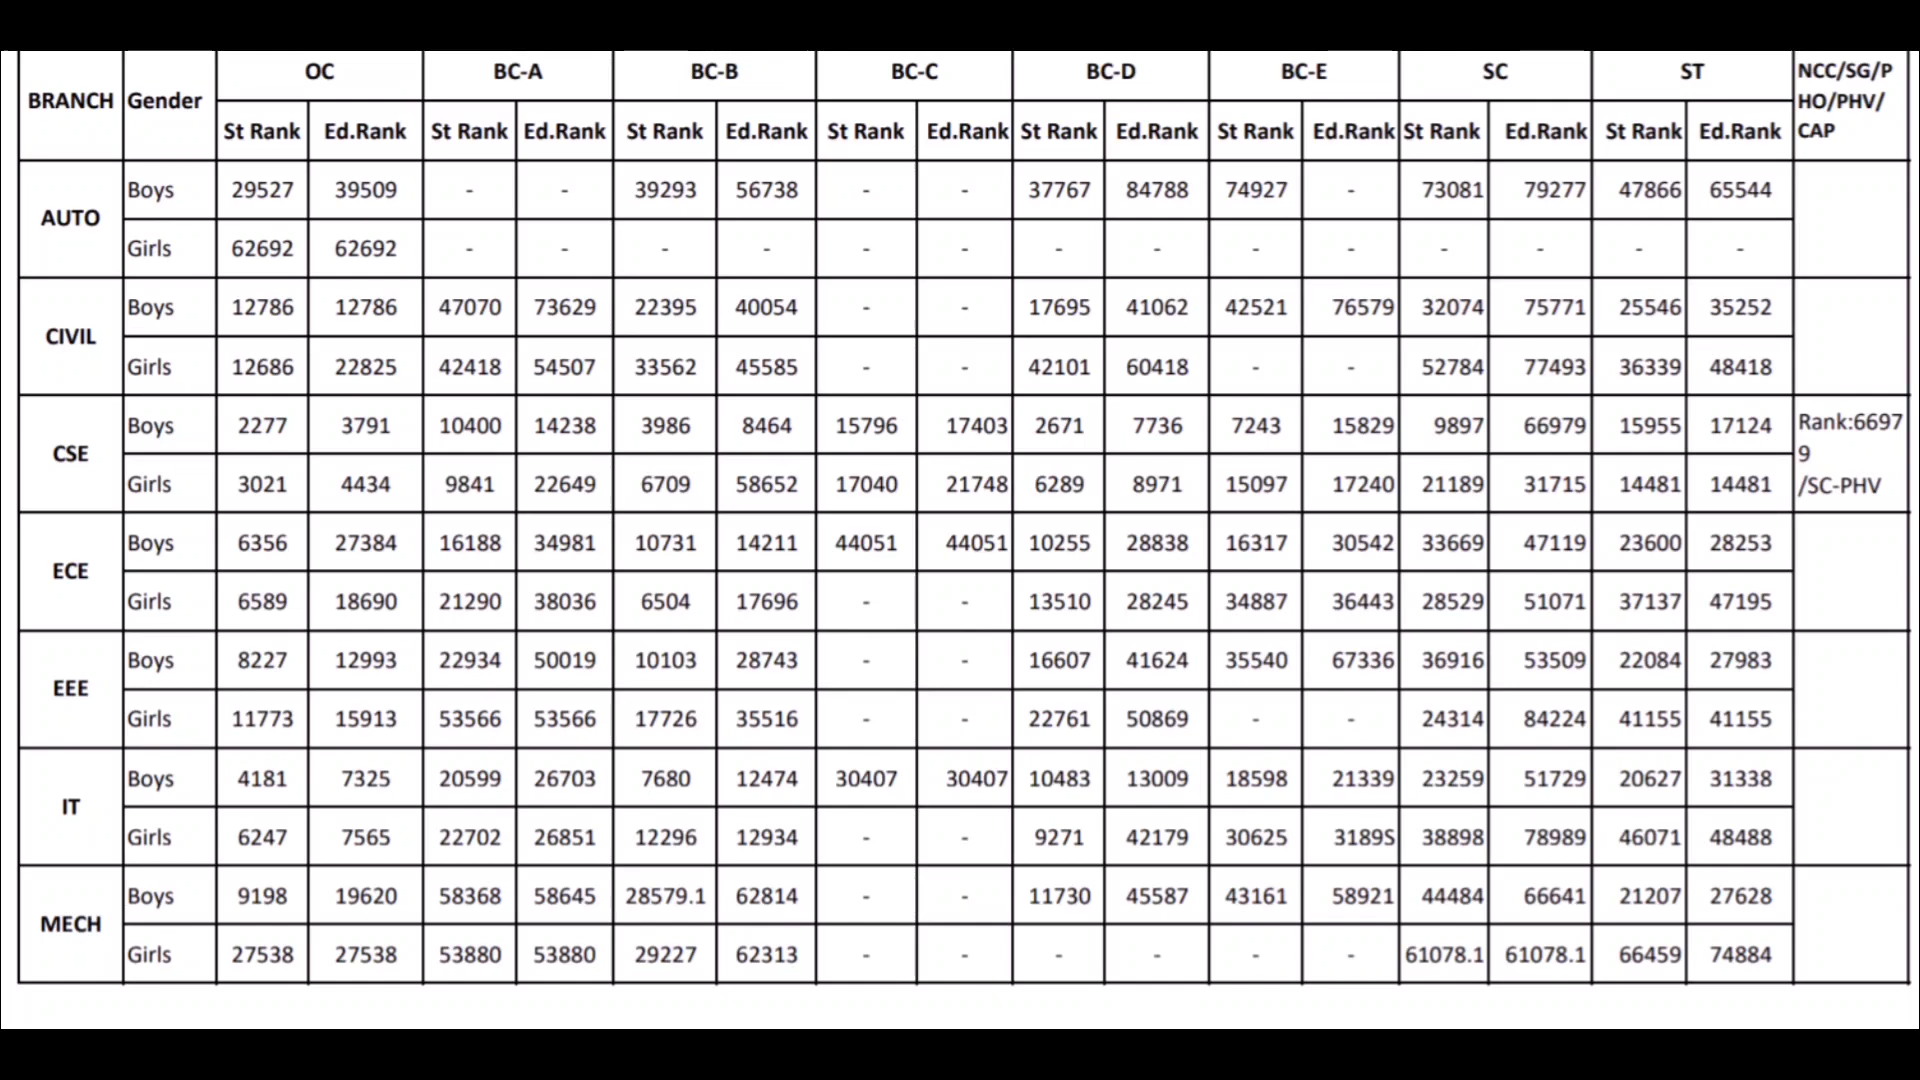 BRANCH Gender OC BC-A BC-B BC-C BC-D BC-E SC ST NCC/SG/P
HO/PHV/
CAP
St Rank Ed.Rank St Rank Ed.Rank St Rank Ed.Rank St Rank Ed.Rank St Rank Ed.Rank St Rank Ed.Rank St Rank Ed.Rank St Rank Ed.Rank
AUTO
Boys 29527 39509 - - 39293 56738 - - 37767 84788 74927 - 73081 79277 47866 65544
Girls 62692 62692 - - - - - - - - - - - - - -
CIVIL
Boys 12786 12786 47070 73629 22395 40054 - - 17695 41062 42521 76579 32074 75771 25546 35252
Girls 12686 22825 42418 54507 33562 45585 - - 42101 60418 - - 52784 77493 36339 48418
CSE
Boys 2277 3791 10400 14238 3986 8464 15796 17403 2671 7736 7243 15829 9897 66979 15955 17124
Girls 3021 4434 9841 22649 6709 58652 17040 21748 6289 8971 15097 17240 21189 31715 14481 14481
Rank:6697
9
/SC-PHV
ECE
Boys 6356 27384 16188 34981 10731 14211 44051 44051 10255 28838 16317 30542 33669 47119 23600 28253
Girls 6589 18690 21290 38036 6504 17696 - - 13510 28245 34887 36443 28529 51071 37137 47195
EEE
Boys 8227 12993 22934 50019 10103 28743 - - 16607 41624 35540 67336 36916 53509 22084 27983
Girls 11773 15913 53566 53566 17726 35516 - - 22761 50869 - - 24314 84224 41155 41155
IT
Boys 4181 7325 20599 26703 7680 12474 30407 30407 10483 13009 18598 21339 23259 51729 20627 31338
Girls 6247 7565 22702 26851 12296 12934 - - 9271 42179 30625 31895 38898 78989 46071 48488
MECH
Boys 9198 19620 58368 58645 28579.1 62814 - - 11730 45587 43161 58921 44484 66641 21207 27628
Girls 27538 27538 53880 53880 29227 62313 - - - - - - 61078.1 61078.1 66459 74884